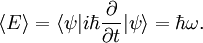 ⟨E⟩ = ⟨ψ|iℏ ∂/∂t|ψ⟩ = ℏω.